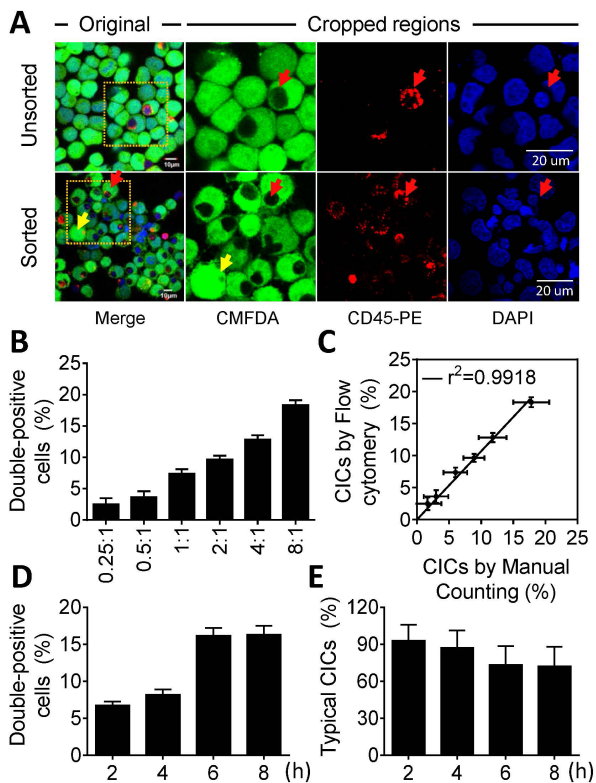 A
Original
Cropped regions
Unsorted
10μm
20 um
Sorted
10μm
20 um
Merge
CMFDA
CD45-PE
DAPI
B
Double-positive
cells (%)
25
20
15
10
5
0
0.25:1
0.5:1
1:1
2:1
4:1
8:1
C
CICs by Flow
cytomery (%)
25
20
15
10
5
0
r²=0.9918
0
5
10
15
20
25
CICs by Manual
Counting (%)
D
Double-positive
cells (%)
20
15
10
5
0
2
4
6
8
(h)
E
Typical CICs (%)
120
90
60
30
0
2
4
6
8
(h)